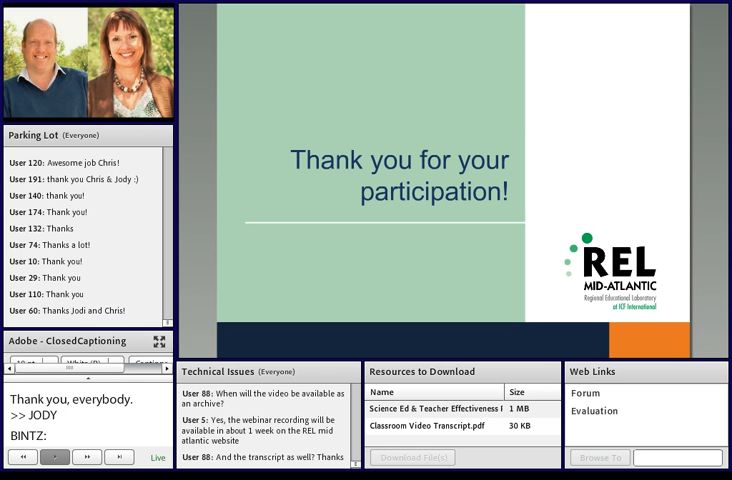 Parking Lot (Everyone)
User 120: Awesome job Chris!
User 191: thank you Chris & Jody :)
User 140: thank you!
User 174: Thank you!
User 132: Thanks
User 74: Thanks a lot!
User 10: Thank you!
User 29: Thank you
User 110: Thank you
User 60: Thanks Jodi and Chris!
Thank you for your
participation!
REL
MID-ATLANTIC
Regional Educational Laboratory
at ICF International
Adobe - ClosedCaptioning
Thank you, everybody.
>> JODY
BINTZ:
Live
Technical Issues (Everyone)
User 88: When will the video be available as
an archive?
User 5: Yes, the webinar recording will be
available in about 1 week on the REL mid
atlantic website
User 88: And the transcript as well? Thanks
Resources to Download
Name Size
Science Ed & Teacher Effectiveness 1 MB
Classroom Video Transcript.pdf 30 KB
Download File(s)
Web Links
Forum
Evaluation
Browse To